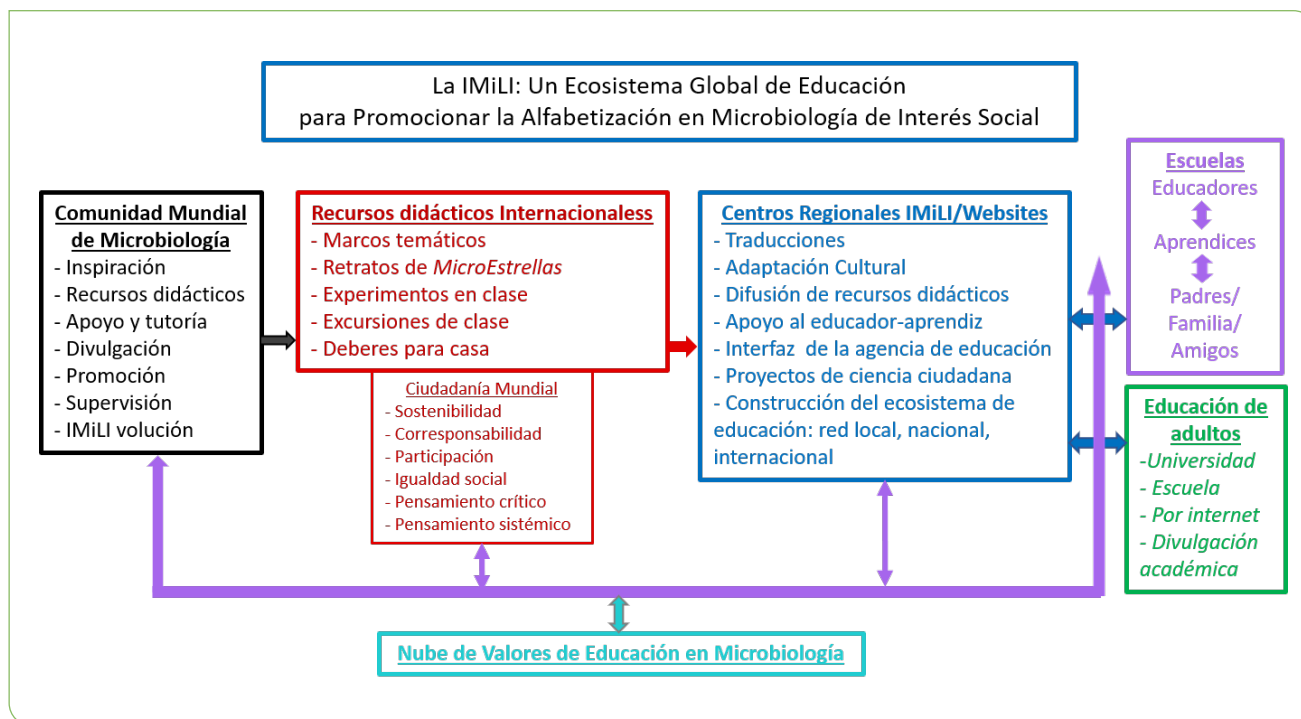 La IMiLI: Un Ecosistema Global de Educación
para Promocionar la Alfabetización en Microbiología de Interés Social
Comunidad Mundial
de Microbiología
- Inspiración
- Recursos didácticos
- Apoyo y tutoría
- Divulgación
- Promoción
- Supervisión
- IMiLI volución
Recursos didácticos Internacionaless
- Marcos temáticos
- Retratos de MicroEstrellas
- Experimentos en clase
- Excursiones de clase
- Deberes para casa
Ciudadanía Mundial
- Sostenibilidad
- Corresponsabilidad
- Participación
- Igualdad social
- Pensamiento crítico
- Pensamiento sistémico
Centros Regionales IMiLI/Websites
- Traducciones
- Adaptación Cultural
- Difusión de recursos didácticos
- Apoyo al educador-aprendiz
- Interfaz de la agencia de educación
- Proyectos de ciencia ciudadana
- Construcción del ecosistema de
educación: red local, nacional,
internacional
Escuelas
Educadores
Aprendices
Padres/
Familia/
Amigos
Educación de
adultos
-Universidad
- Escuela
- Por internet
- Divulgación
académica
Nube de Valores de Educación en Microbiología